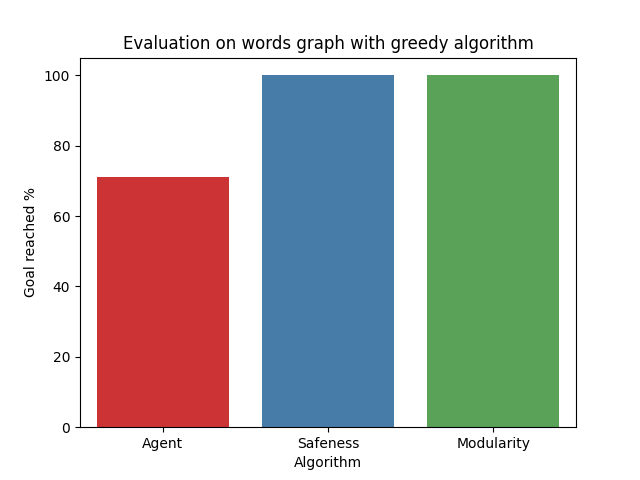 Evaluation on words graph with greedy algorithm
100
80
60
40
20
0
Goal reached %
Agent
Safeness
Modularity
Algorithm